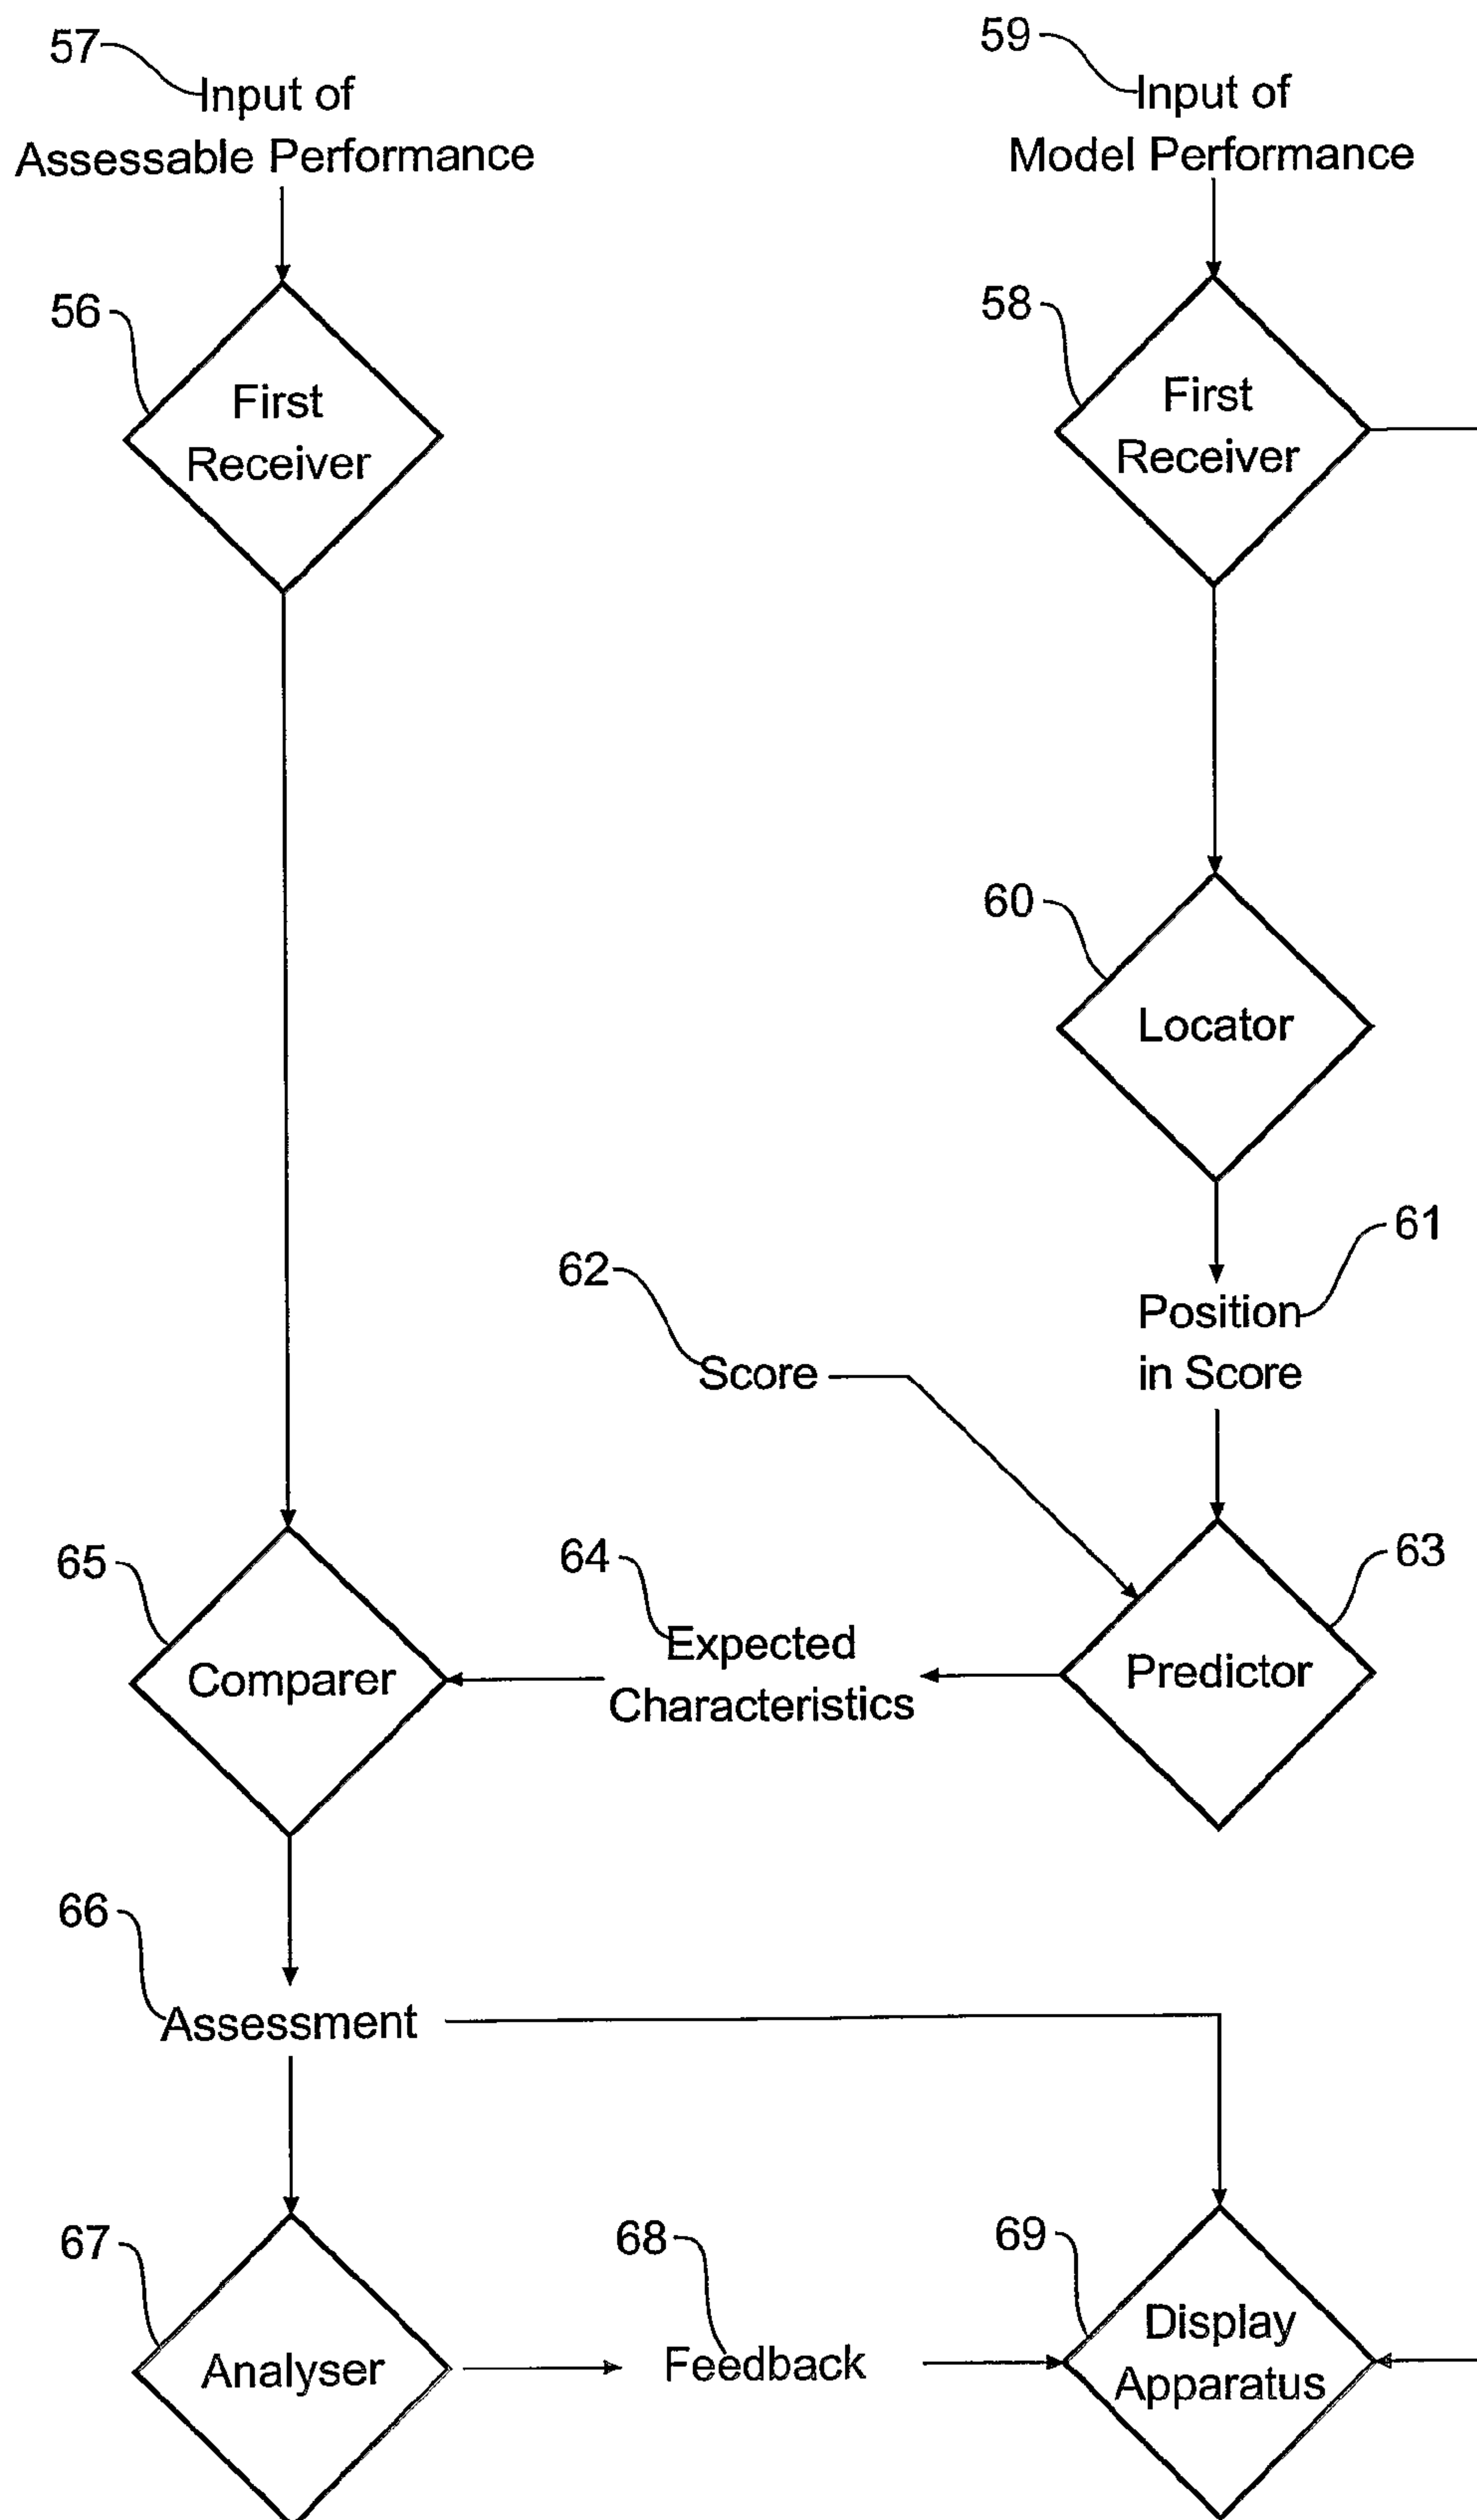 57
Input of
Assessable Performance
59
Input of
Model Performance
56
First
Receiver
58
First
Receiver
60
Locator
61
Position
in Score
62
Score
63
Predictor
64
Expected
Characteristics
65
Comparer
66
Assessment
67
Analyser
68
Feedback
69
Display
Apparatus